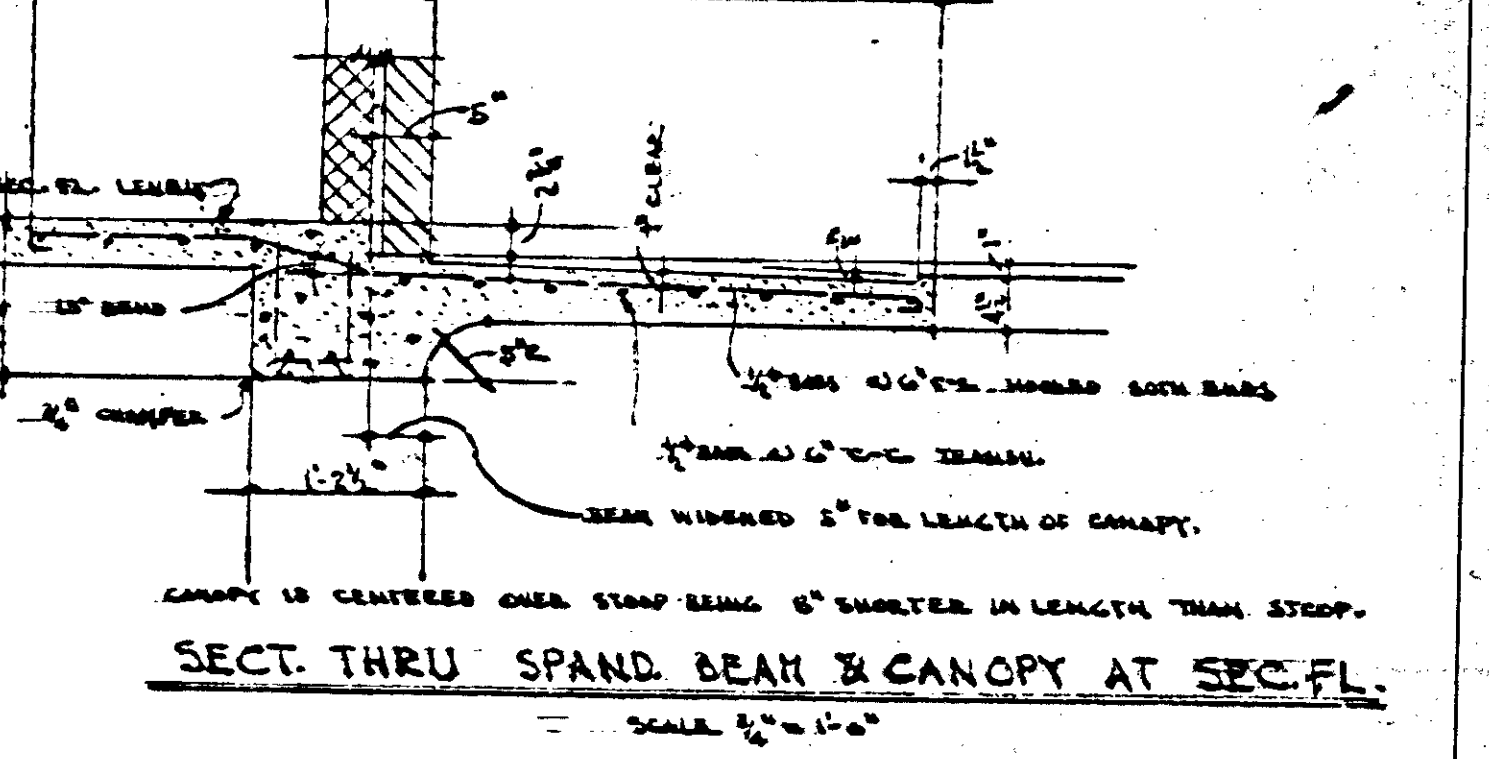 5"
1" CLEAR
1 1/2"
SEC. FL.
15" BEND
5"R
3/4" CHAMFER
1/2"ϕ BARS @ 6" C-C HOOKED BOTH ENDS
1/2"ϕ BARS @ 6" C-C
1'-2 1/2"
BEAM WIDENED 5" FOR LENGTH OF CANOPY.
CANOPY IS CENTERED OVER STOOP BEING 8" SHORTER IN LENGTH THAN STOOP.
SECT. THRU SPAND. BEAM & CANOPY AT SEC. FL.
SCALE 3/4" = 1'-0"